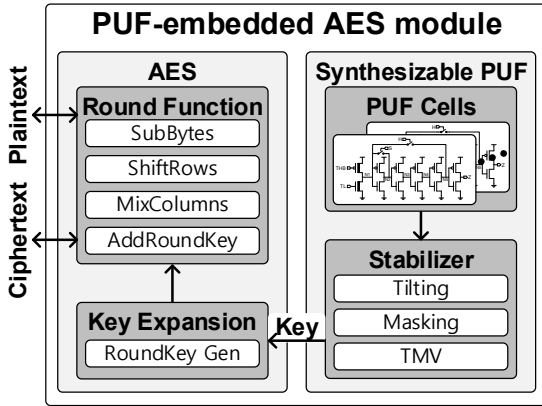 PUF-embedded AES module
AES
Round Function
SubBytes
ShiftRows
MixColumns
AddRoundKey
Key Expansion
RoundKey Gen
Plaintext
Ciphertext
Key
Synthesizable PUF
PUF Cells
Stabilizer
Tilting
Masking
TMV